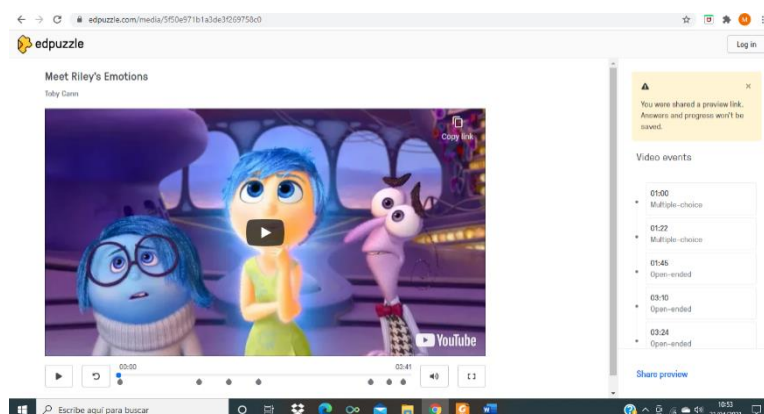 edpuzzle.com/media/5f50e971b1a3de3f269758c0
M
edpuzzle
Log in
Meet Riley's Emotions
Toby Cann
Copy link
YouTube
00:00
03:41
You were shared a preview link.
Answers and progress won't be
saved.
Video events
01:00
Multiple-choice
01:22
Multiple-choice
01:45
Open-ended
03:10
Open-ended
03:24
Open-ended
Share preview
Escribe aquí para buscar
10:53